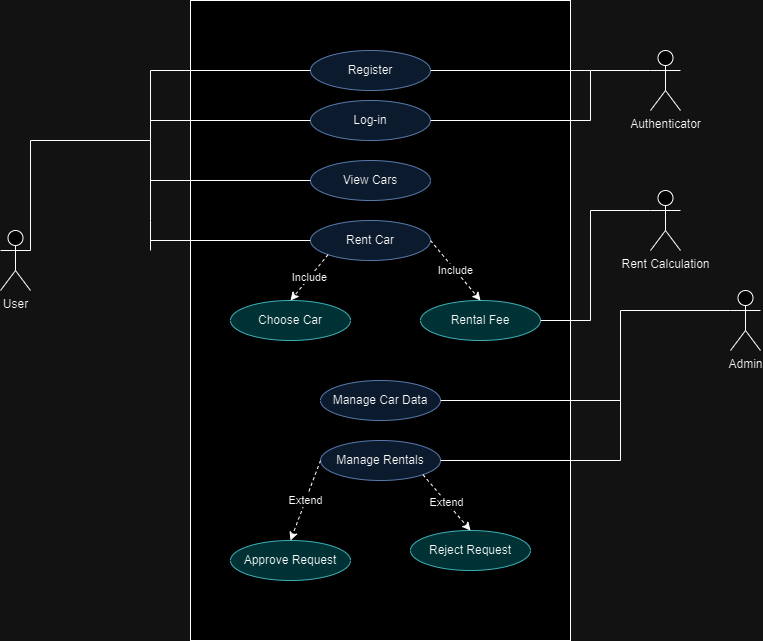 Register
Log-in
Authenticator
View Cars
Rent Car
Rent Calculation
Include
Include
User
Choose Car
Rental Fee
Admin
Manage Car Data
Manage Rentals
Extend
Extend
Approve Request
Reject Request